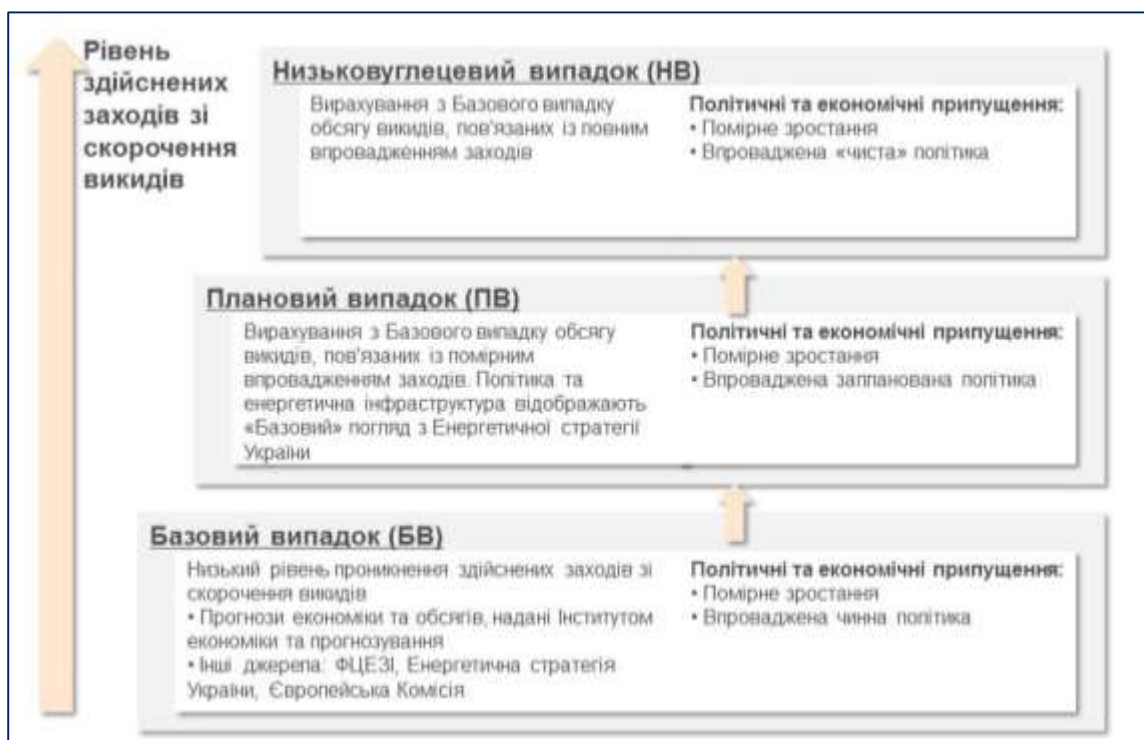 Рівень
здійснених
заходів зі
скорочення
викидів
Низьковуглецевий випадок (НВ)
Вирахування з Базового випадку
обсягу викидів, пов'язаних із повним
впровадженням заходів
Політичні та економічні припущення:
• Помірне зростання
• Впроваджена «чиста» політика
Плановий випадок (ПВ)
Вирахування з Базового випадку обсягу
викидів, пов'язаних із помірним
впровадженням заходів. Політика та
енергетична інфраструктура відображають
«Базовий» погляд з Енергетичної стратегії
України
Політичні та економічні припущення:
• Помірне зростання
• Впроваджена запланована політика
Базовий випадок (БВ)
Низький рівень проникнення здійснених заходів зі
скорочення викидів
• Прогнози економіки та обсягів, надані Інститутом
економіки та прогнозування
• Інші джерела: ФЦЕЗІ, Енергетична стратегія
України, Європейська Комісія
Політичні та економічні припущення:
• Помірне зростання
• Впроваджена чинна політика